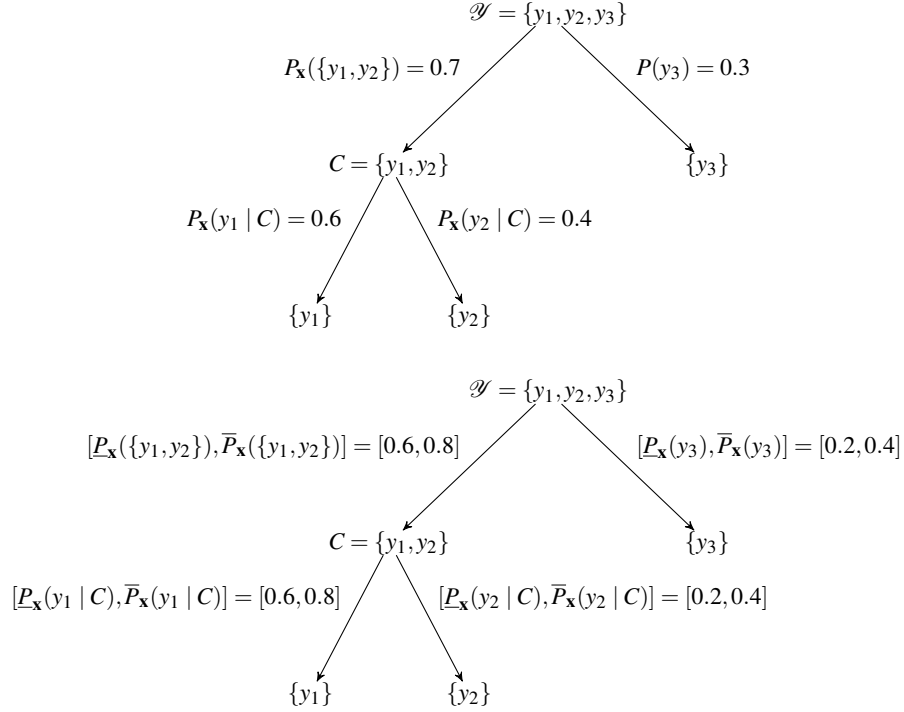 𝒴 = {y₁,y₂,y₃}
Pₓ({y₁,y₂}) = 0.7 P(y₃) = 0.3
C = {y₁,y₂} {y₃}
Pₓ(y₁ | C) = 0.6 Pₓ(y₂ | C) = 0.4
{y₁} {y₂}
𝒴 = {y₁,y₂,y₃}
[P̲ₓ({y₁,y₂}),P̅ₓ({y₁,y₂})] = [0.6,0.8] [P̲ₓ(y₃),P̅ₓ(y₃)] = [0.2,0.4]
C = {y₁,y₂} {y₃}
[P̲ₓ(y₁ | C),P̅ₓ(y₁ | C)] = [0.6,0.8] [P̲ₓ(y₂ | C),P̅ₓ(y₂ | C)] = [0.2,0.4]
{y₁} {y₂}